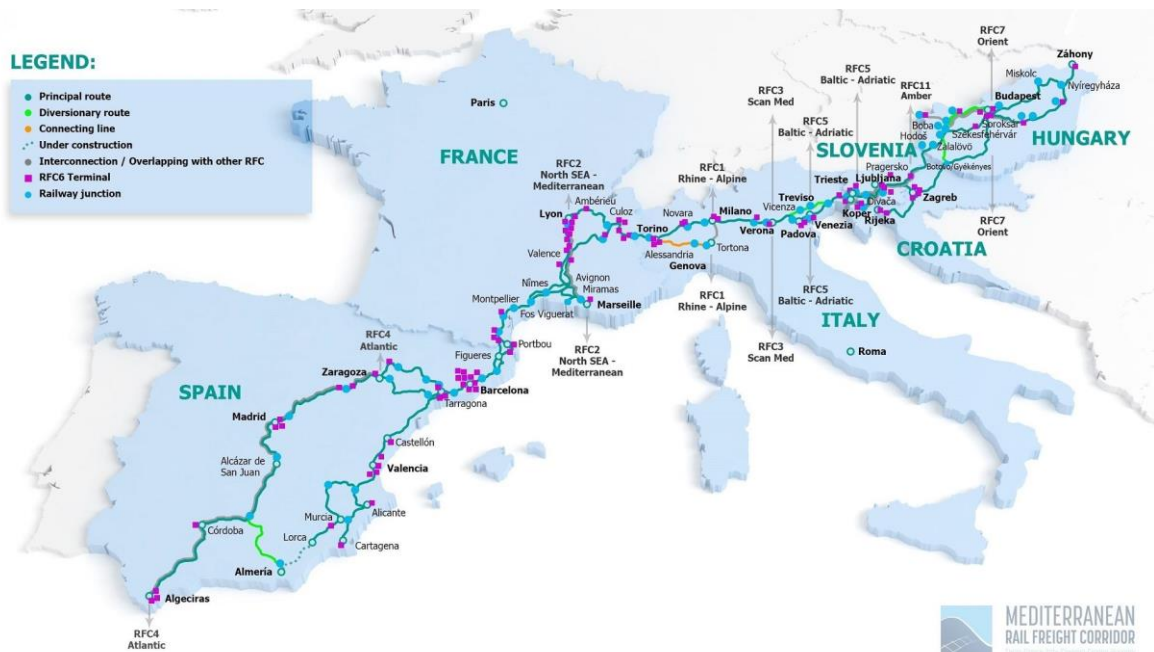 LEGEND:
Principal route
Diversionary route
Connecting line
Under construction
Interconnection / Overlapping with other RFC
RFC6 Terminal
Railway junction
Paris
FRANCE
RFC2
North SEA -
Mediterranean
Ambérieu
Lyon
Culoz
Valence
Avignon
Miramas
Nîmes
Montpellier
Fos Viguerat
Marseille
RFC2
North SEA -
Mediterranean
Portbou
Figueres
RFC4
Atlantic
Zaragoza
Barcelona
Tarragona
SPAIN
Madrid
Castellón
Alcázar de
San Juan
Valencia
Murcia
Alicante
Córdoba
Lorca
Cartagena
Almería
Algeciras
RFC4
Atlantic
RFC1
Rhine - Alpine
Novara
Milano
Torino
Alessandria
Tortona
Genova
RFC1
Rhine - Alpine
RFC3
Scan Med
RFC5
Baltic - Adriatic
RFC5
Baltic - Adriatic
Treviso
Vicenza
Verona
Padova
Venezia
Trieste
Koper
RFC5
Baltic - Adriatic
RFC3
Scan Med
ITALY
Roma
RFC11
Amber
RFC7
Orient
Záhony
Miskolc
Nyíregyháza
Budapest
Boba
Soroksár
Hodoš
Székesfehérvár
HUNGARY
SLOVENIA
Zalalövő
Pragersko
Botovo/Gyékényes
Ljubljana
Divača
Zagreb
Rijeka
RFC7
Orient
CROATIA
MEDITERRANEAN
RAIL FREIGHT CORRIDOR